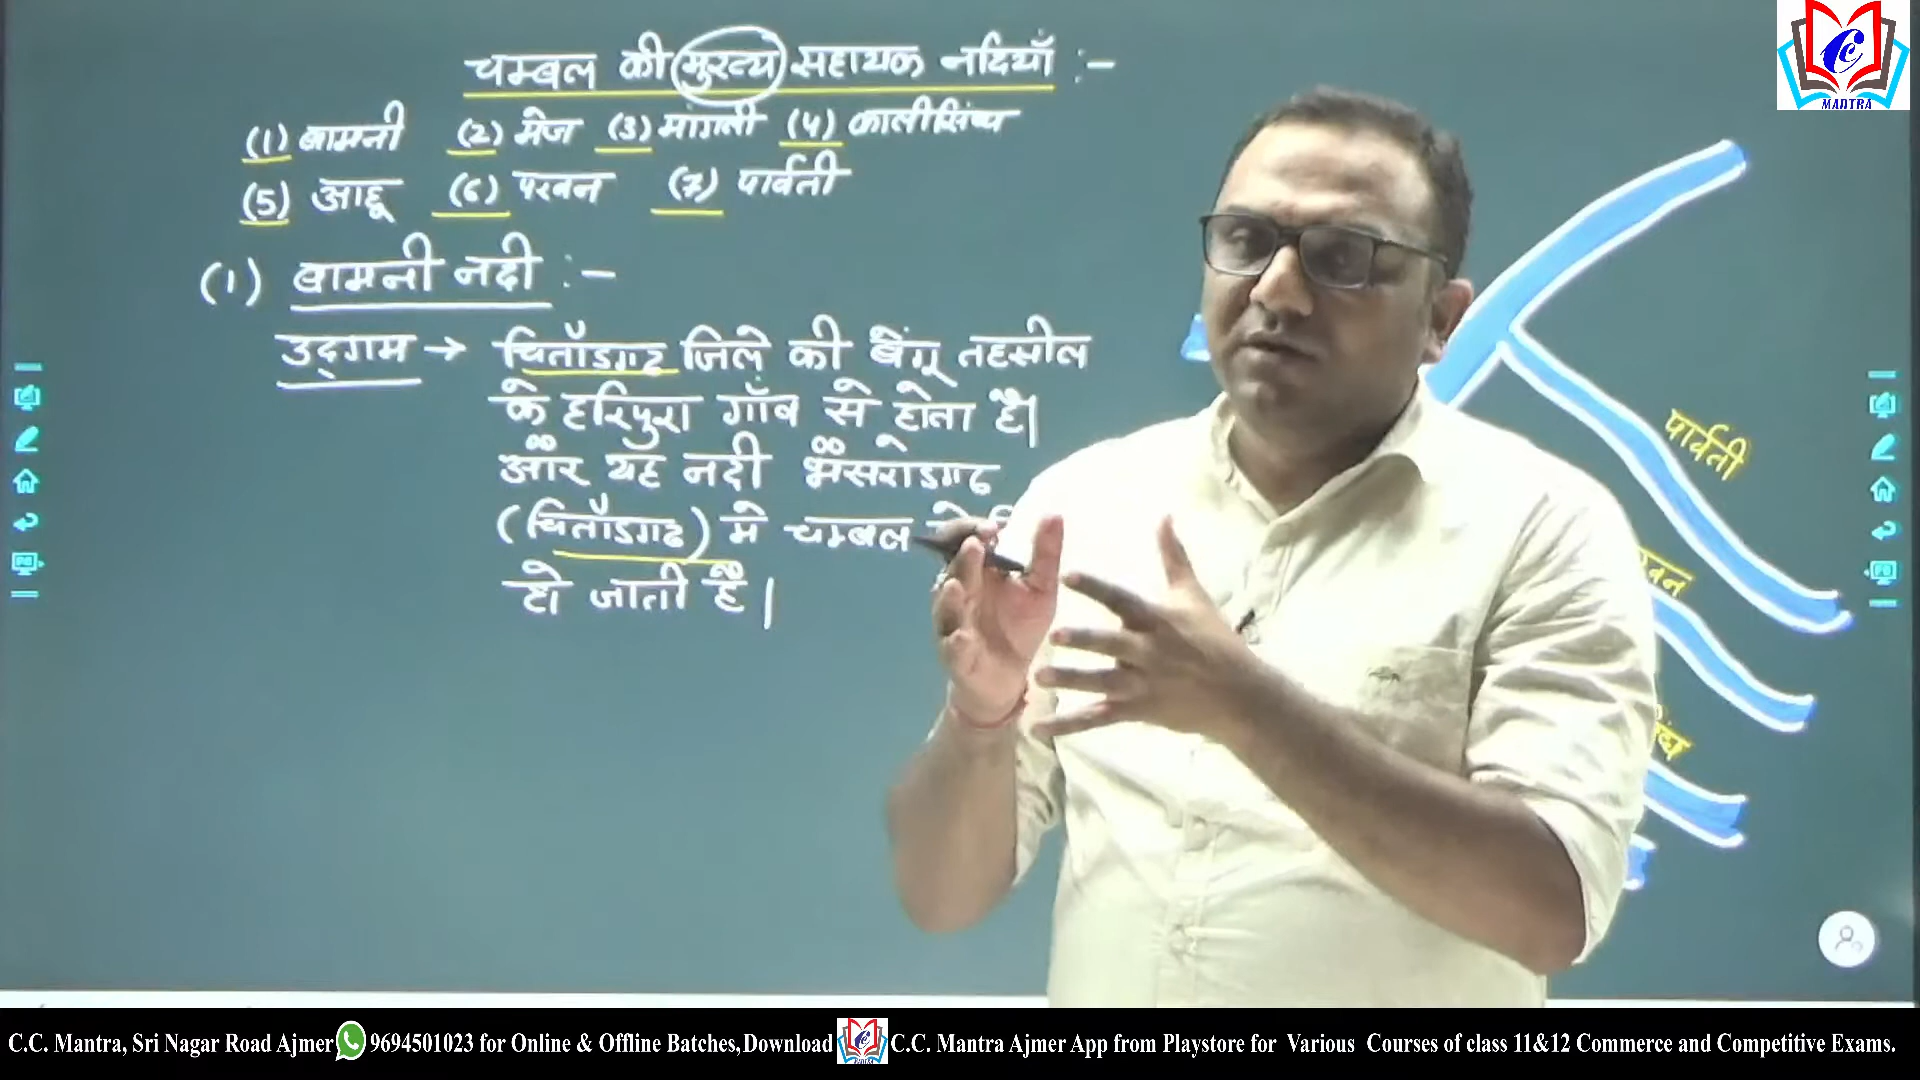 चम्बल की मुख्य सहायक नदियाँ :-
(1) बामनी (2) मेज (3) मांगली (4) कालीसिंध
(5) आहू (6) परवन (7) पार्वती
(1) बामनी नदी :-
उद्गम → चितौडगढ जिले की बेंगू तहसील
के हरिपुरा गाँव से होता है।
और यह नदी भैंसरोडगढ
(चितौडगढ) मे चम्बल
हो जाती है।
पार्वती
MANTRA
C.C. Mantra, Sri Nagar Road Ajmer 9694501023 for Online & Offline Batches, Download C.C. Mantra Ajmer App from Playstore for Various Courses of class 11&12 Commerce and Competitive Exams.